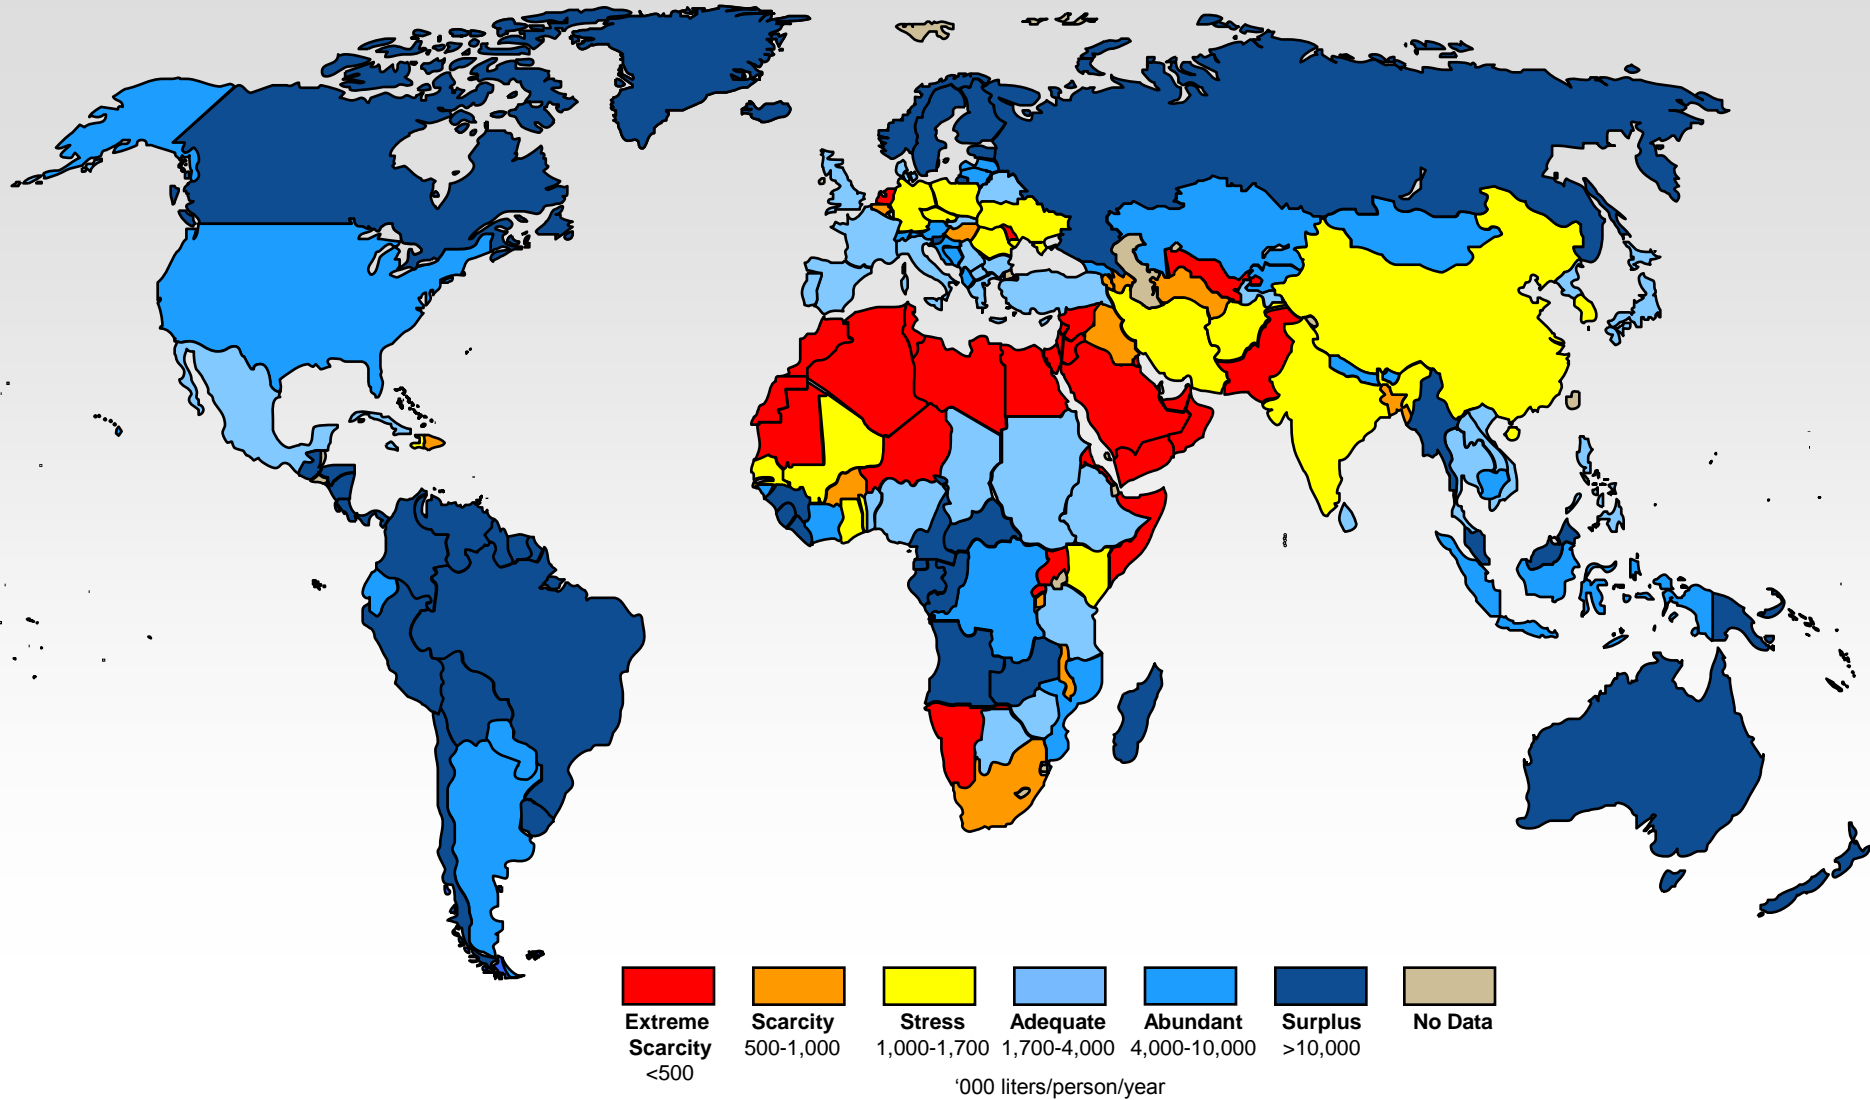 Extreme Scarcity Stress Adequate Abundant Surplus No Data
Scarcity 500-1,000 1,000-1,700 1,700-4,000 4,000-10,000 >10,000
<500
‘000 liters/person/year